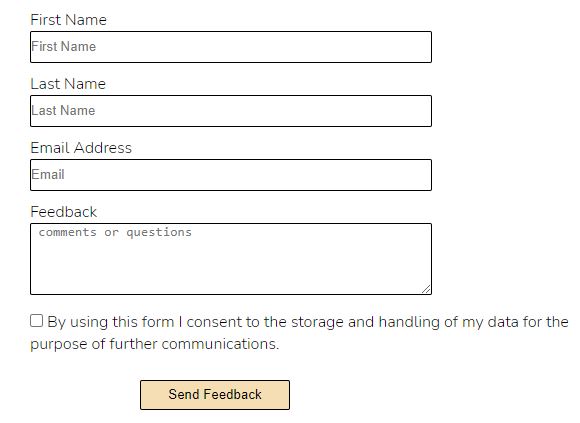 First Name
First Name
Last Name
Last Name
Email Address
Email
Feedback
comments or questions
By using this form I consent to the storage and handling of my data for the
purpose of further communications.
Send Feedback